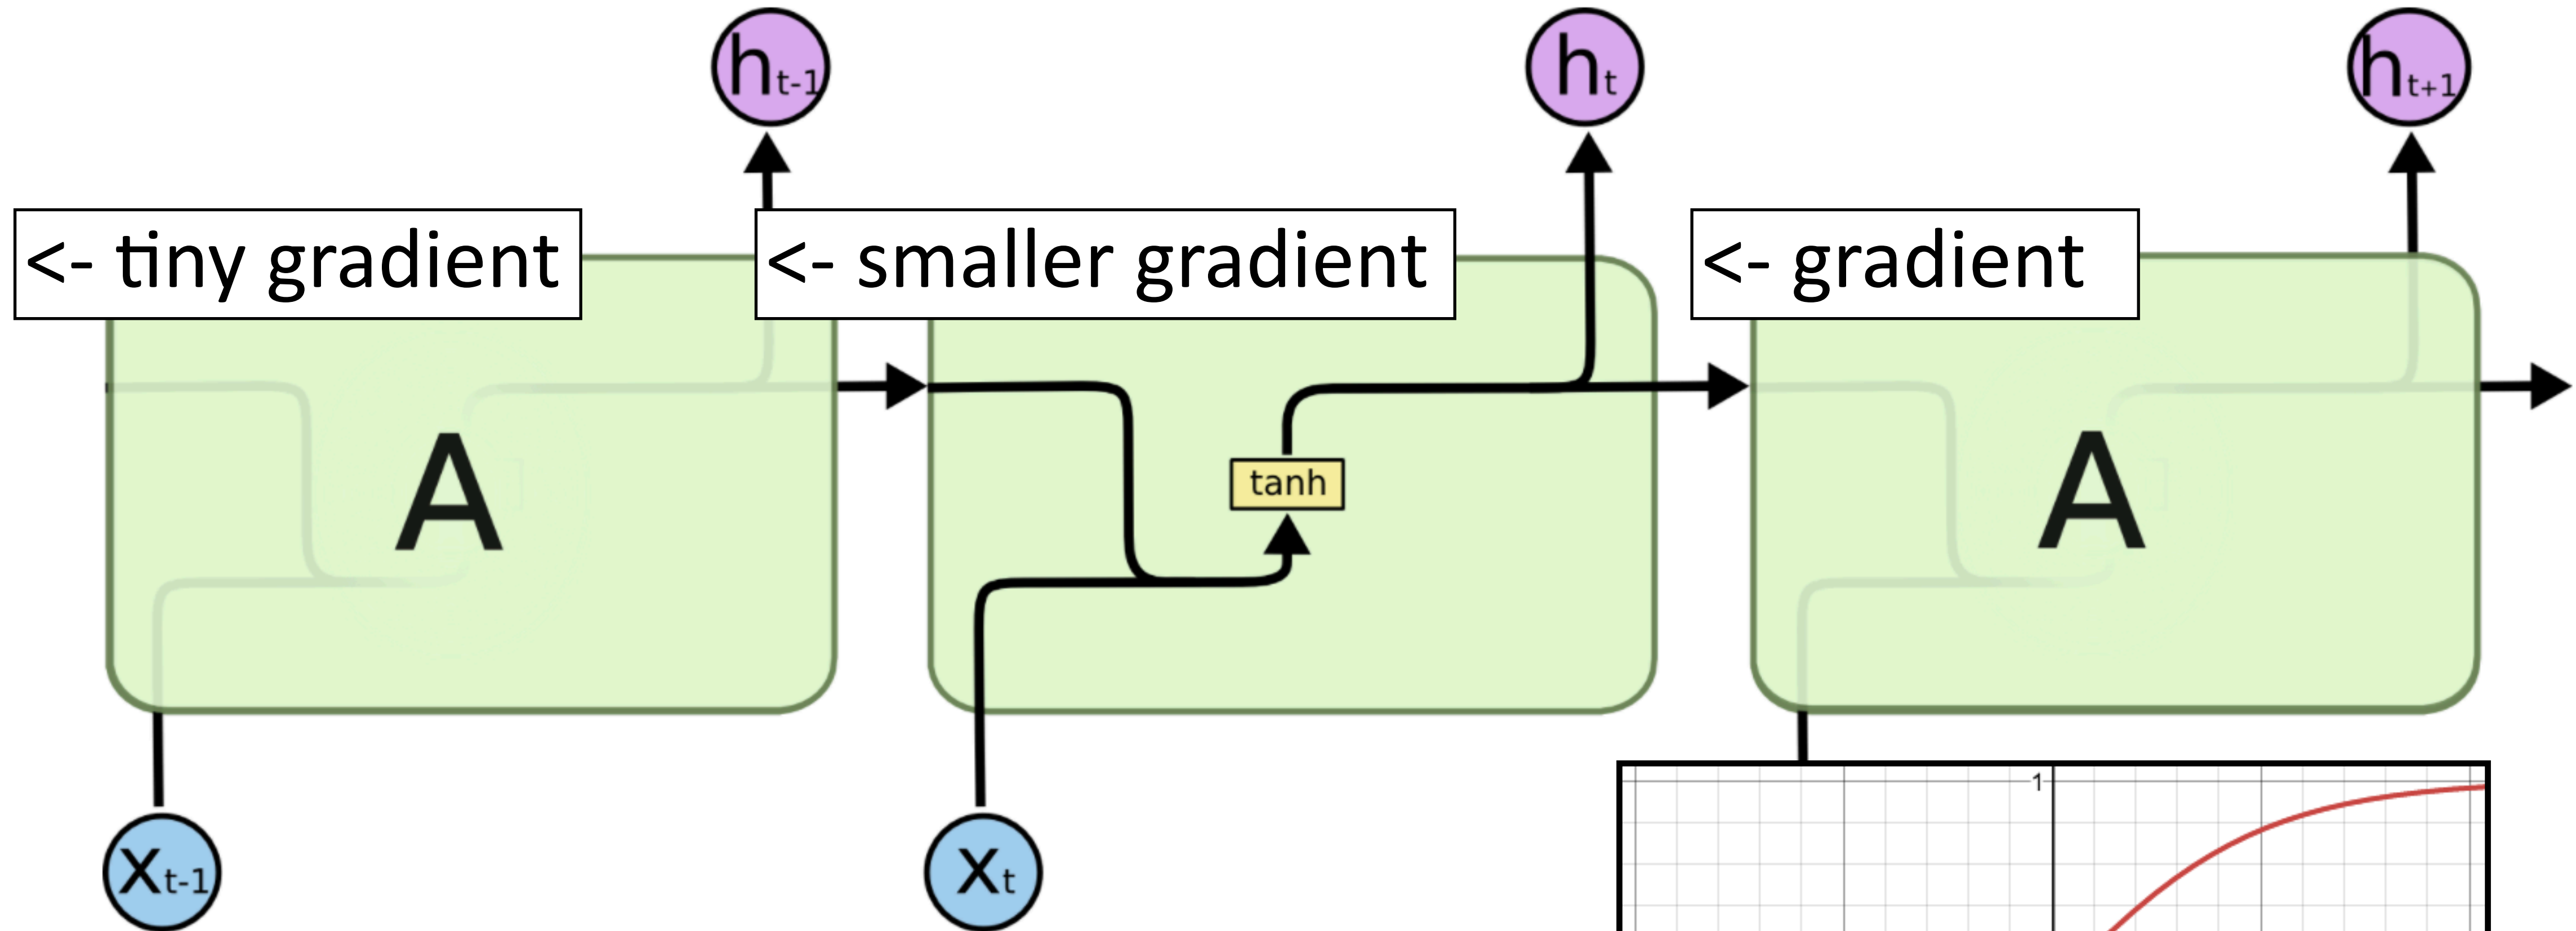 h t-1
h t
h t+1
<- tiny gradient
<- smaller gradient
<- gradient
A
tanh
A
1
x t-1
x t